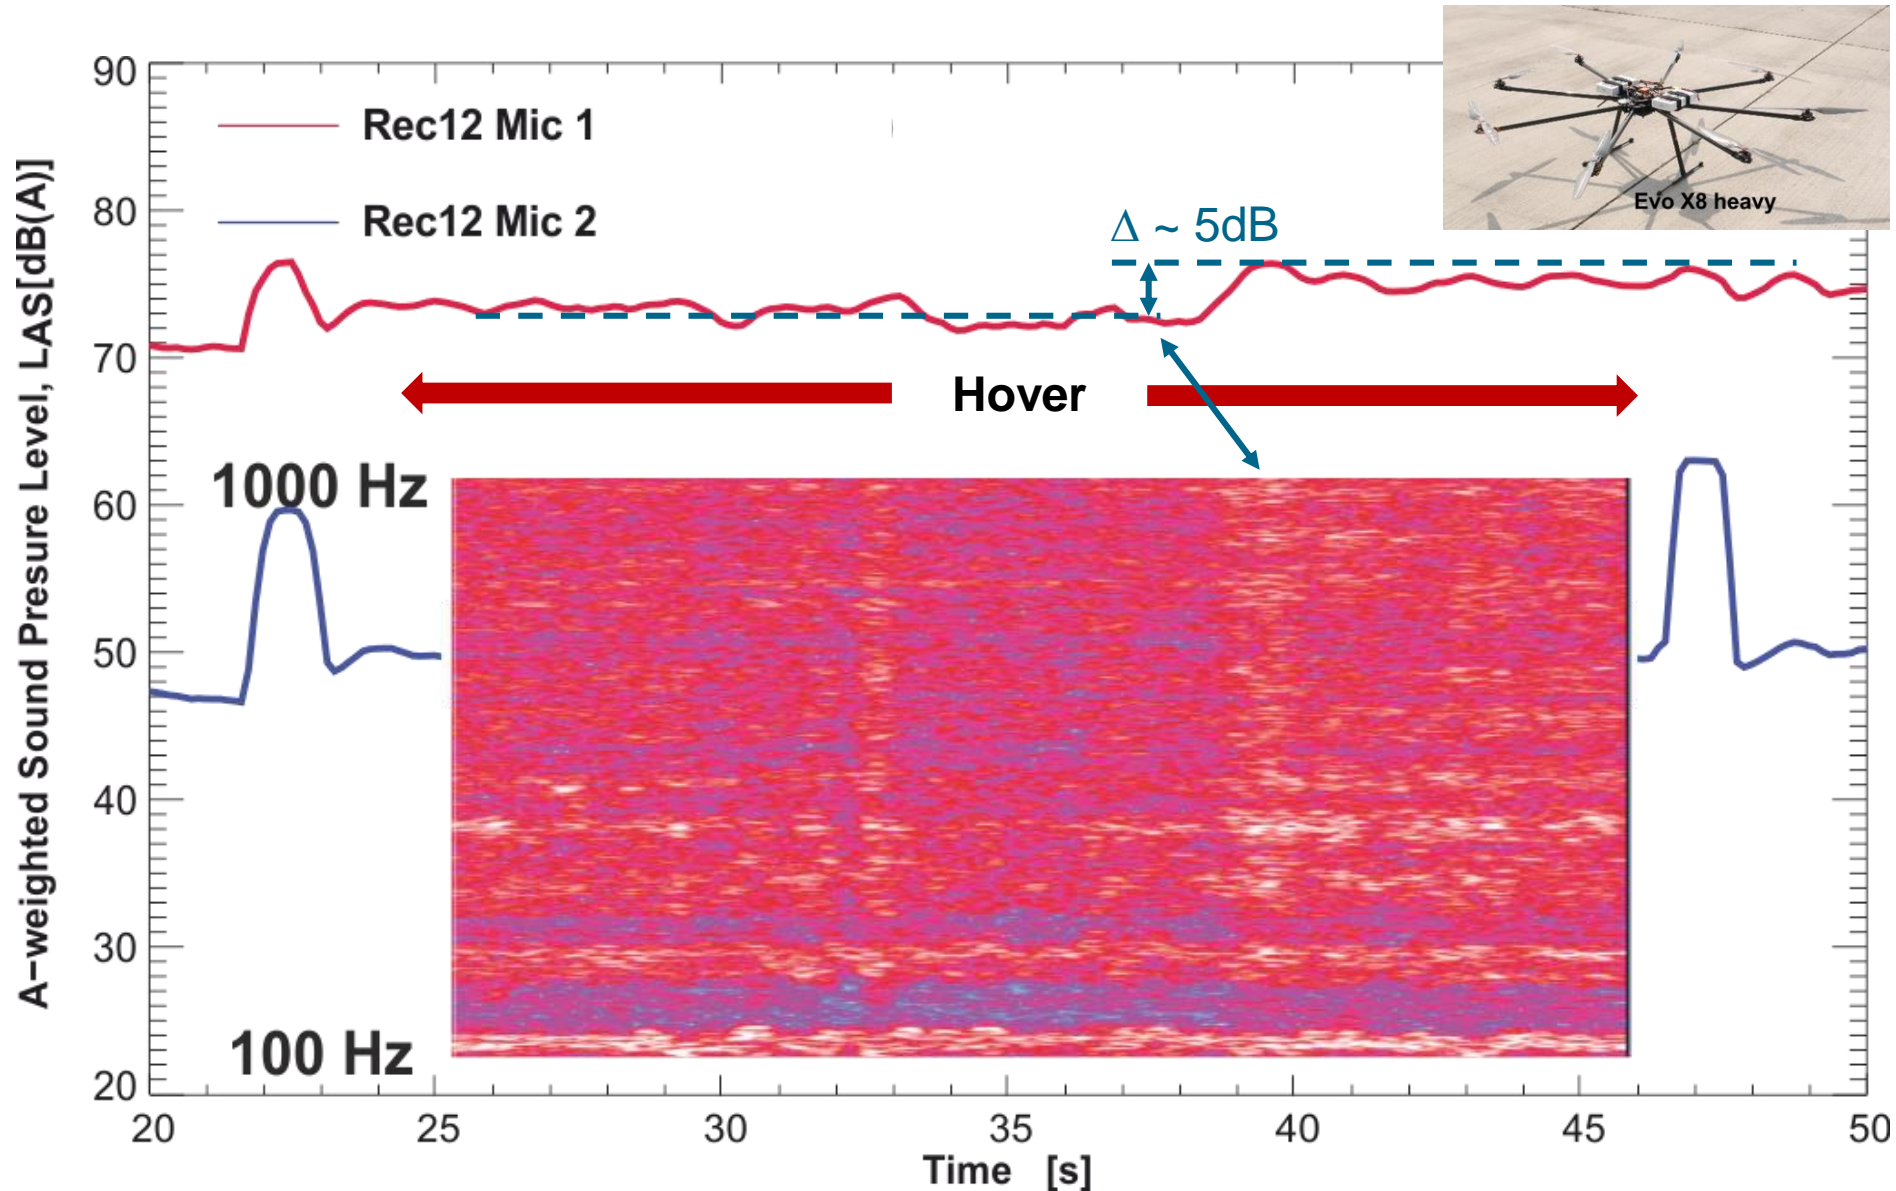 90
80
70
60
50
40
30
20
A-weighted Sound Presure Level, LAS[dB(A)]
Rec12 Mic 1
Rec12 Mic 2
Δ ~ 5dB
Evo X8 heavy
Hover
1000 Hz
100 Hz
20 25 30 35 40 45 50
Time [s]